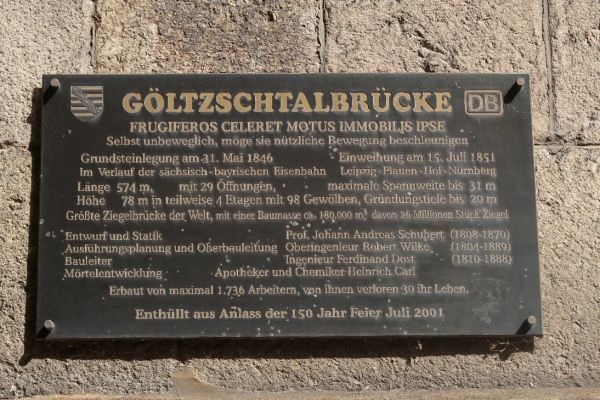 GÖLTZSCHTALBRÜCKE DB
FRUGIFEROS CELERET MOTUS IMMOBILIS IPSE
Selbst unbeweglich, möge sie nützliche Bewegung beschleunigen
Grundsteinlegung am 31. Mai 1846 Einweihung am 15. Juli 1851
Im Verlauf der sächsisch-bayrischen Eisenbahn Leipzig-Plauen-Hof-Nürnberg
Länge 574 m, mit 29 Öffnungen, maximale Spannweite bis 31 m
Höhe 78 m in teilweise 4 Etagen mit 98 Gewölben, Gründungstiefe bis 20 m
Größte Ziegelbrücke der Welt, mit einer Baumasse ca. 180,000 m³ davon 26 Millionen Stück Ziegel
Entwurf und Statik Prof. Johann Andreas Schubert (1808-1870)
Ausführungsplanung und Oberbauleitung Oberingenieur Robert Wilke (1804-1889)
Bauleiter Ingenieur Ferdinand Dost (1810-1888)
Mörtelentwicklung Apotheker und Chemiker Heinrich Carl
Erbaut von maximal 1.736 Arbeitern, von ihnen verloren 30 ihr Leben.
Enthüllt aus Anlass der 150 Jahr Feier Juli 2001